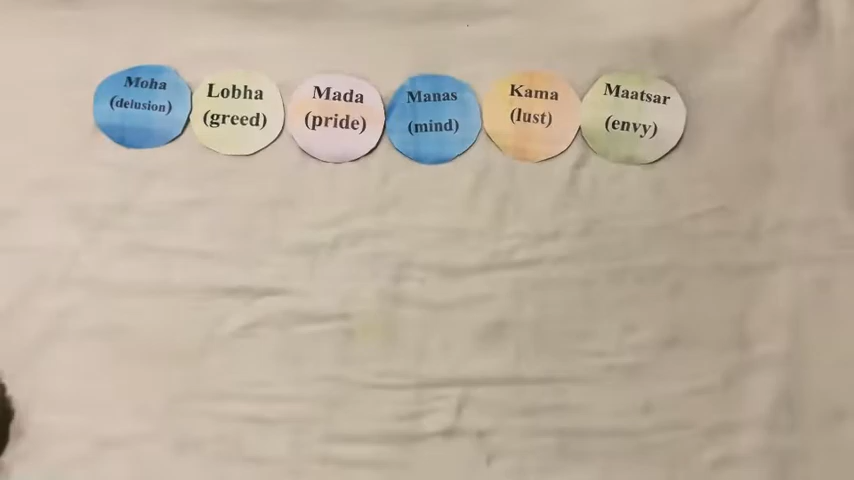 Moha
(delusion)
Lobha
(greed)
Mada
(pride)
Manas
(mind)
Kama
(lust)
Maatsar
(envy)